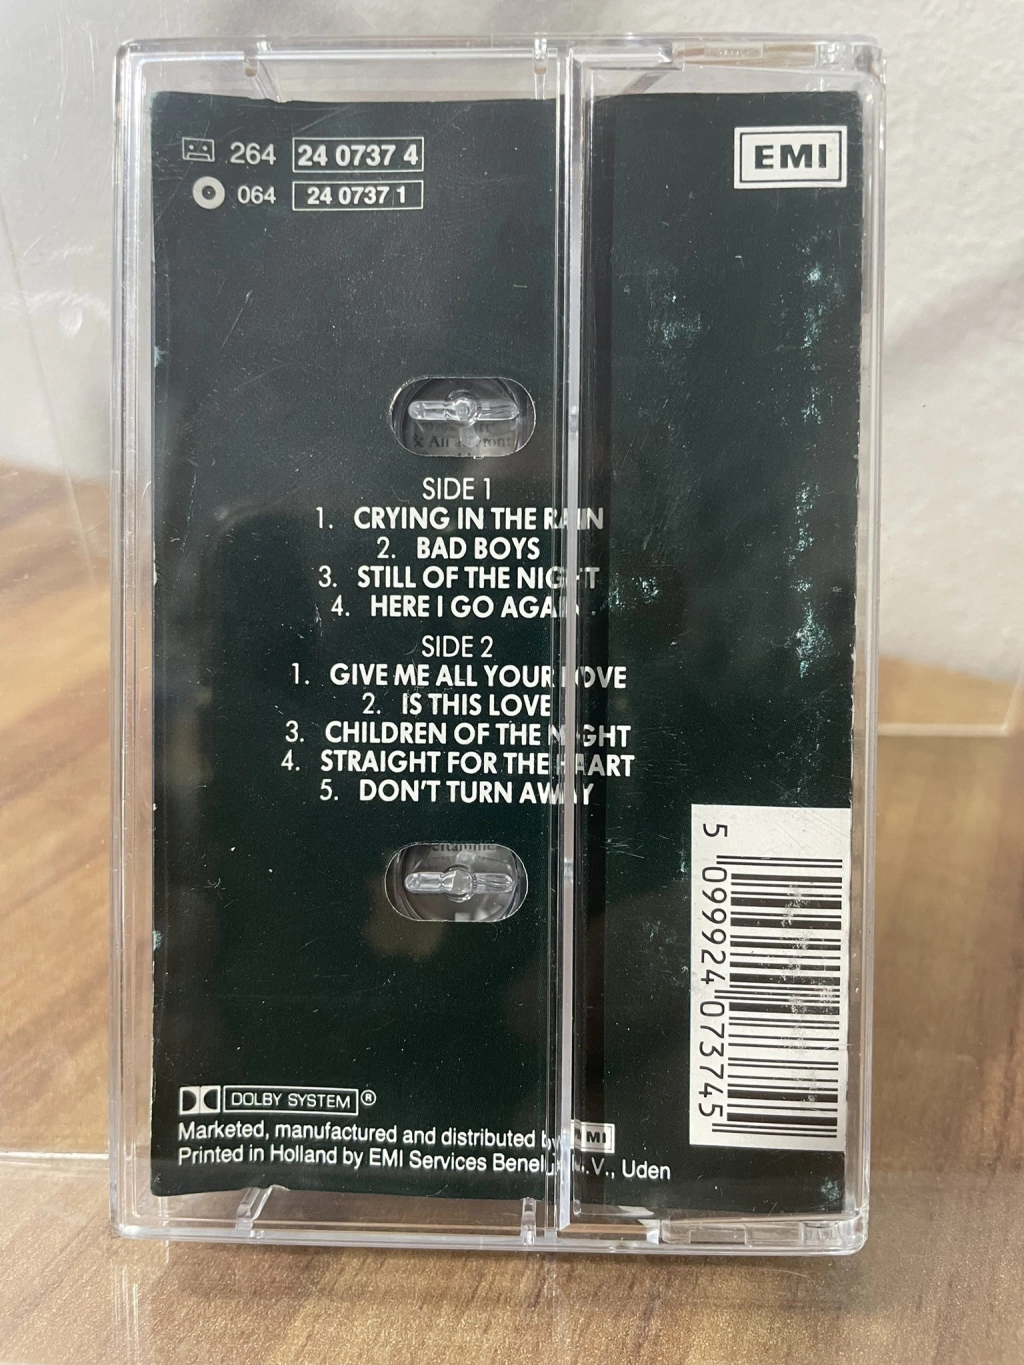 264 24 0737 4
064 24 0737 1
EMI
& Air
SIDE 1
1. CRYING IN THE RAIN
2. BAD BOYS
3. STILL OF THE NIGHT
4. HERE I GO AGAIN
SIDE 2
1. GIVE ME ALL YOUR LOVE
2. IS THIS LOVE
3. CHILDREN OF THE NIGHT
4. STRAIGHT FOR THE HEART
5. DON'T TURN AWAY
5 099924 073745
DOLBY SYSTEM ®
Marketed, manufactured and distributed by EMI
Printed in Holland by EMI Services Benelux B.V., Uden